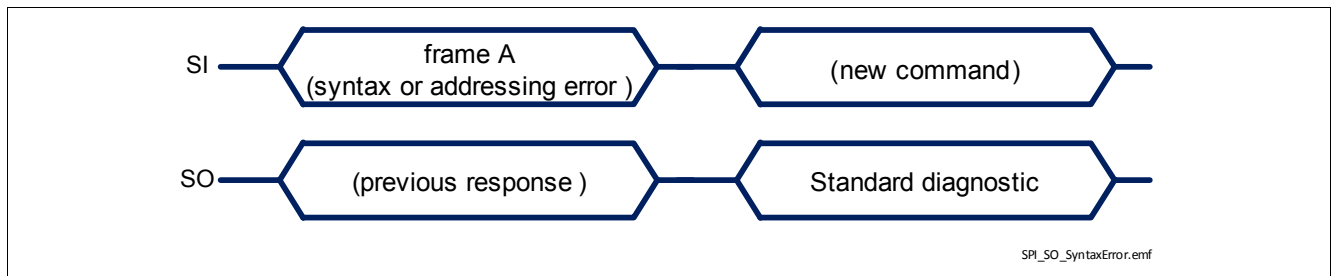 SI
frame A
(syntax or addressing error )
(new command)
SO
(previous response )
Standard diagnostic
SPI_SO_SyntaxError.emf